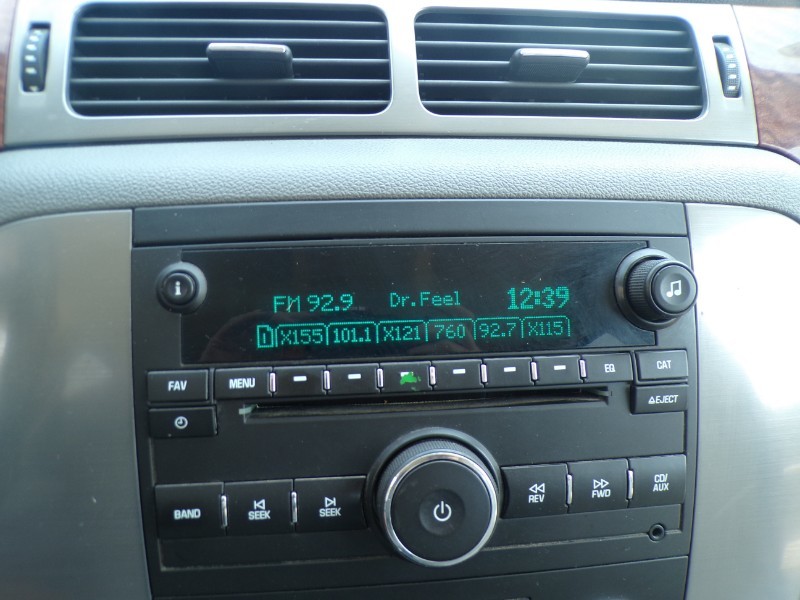 FM 92.9 Dr.Feel 12:39
1 X155 101.1 X121 760 92.7 X115
FAV MENU EQ CAT
EJECT
BAND SEEK SEEK REV FWD CD/
AUX